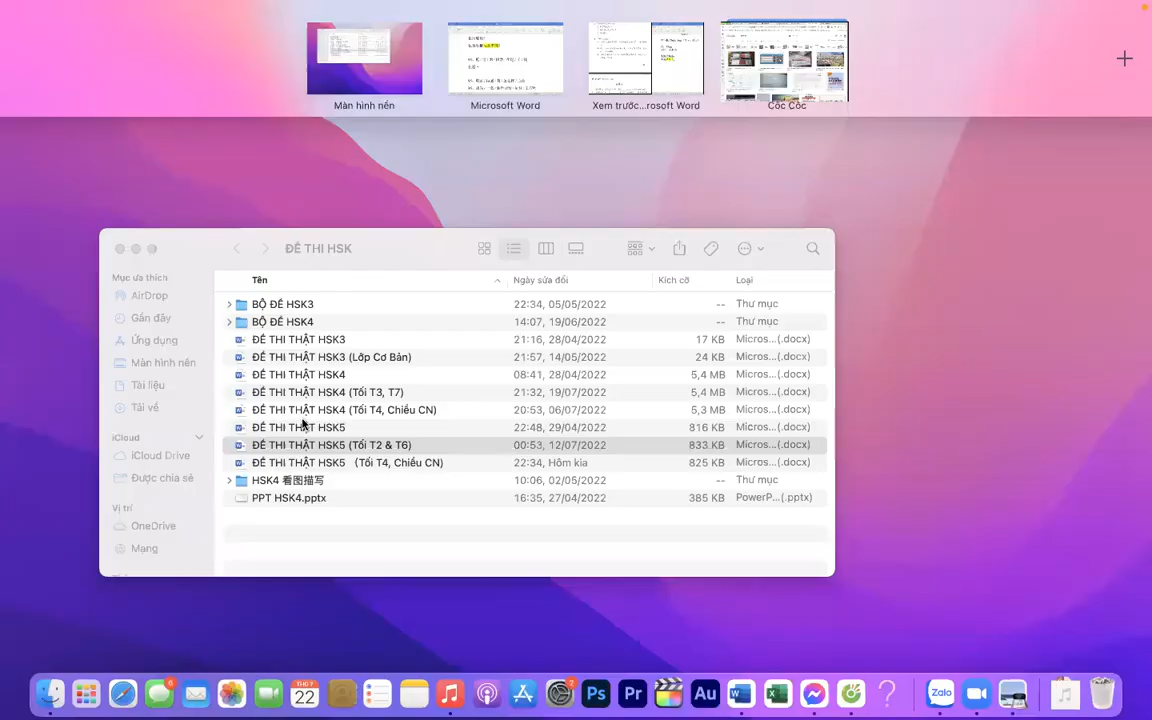 Màn hình nền
Microsoft Word
Xem trước...rosoft Word
Cốc Cốc
ĐỀ THI HSK
Mục ưa thích
AirDrop
Gần đây
Ứng dụng
Màn hình nền
Tài liệu
Tải về
iCloud
iCloud Drive
Được chia sẻ
Vị trí
OneDrive
Mạng
Tên Ngày sửa đổi Kích cỡ Loại
BỘ ĐỀ HSK3 22:34, 05/05/2022 -- Thư mục
BỘ ĐỀ HSK4 14:07, 19/06/2022 -- Thư mục
ĐỀ THI THẬT HSK3 21:16, 28/04/2022 17 KB Micros...(.docx)
ĐỀ THI THẬT HSK3 (Lớp Cơ Bản) 21:57, 14/05/2022 24 KB Micros...(.docx)
ĐỀ THI THẬT HSK4 08:41, 28/04/2022 5,4 MB Micros...(.docx)
ĐỀ THI THẬT HSK4 (Tối T3, T7) 21:32, 19/07/2022 5,4 MB Micros...(.docx)
ĐỀ THI THẬT HSK4 (Tối T4, Chiều CN) 20:53, 06/07/2022 5,3 MB Micros...(.docx)
ĐỀ THI THẬT HSK5 22:48, 29/04/2022 816 KB Micros...(.docx)
ĐỀ THI THẬT HSK5 (Tối T2 & T6) 00:53, 12/07/2022 833 KB Micros...(.docx)
ĐỀ THI THẬT HSK5 (Tối T4, Chiều CN) 22:34, Hôm kia 825 KB Micros...(.docx)
HSK4 看图描写 10:06, 02/05/2022 -- Thư mục
PPT HSK4.pptx 16:35, 27/04/2022 385 KB PowerP...(.pptx)
6
THG 7
22
2
Ps
Pr
Au
Zalo